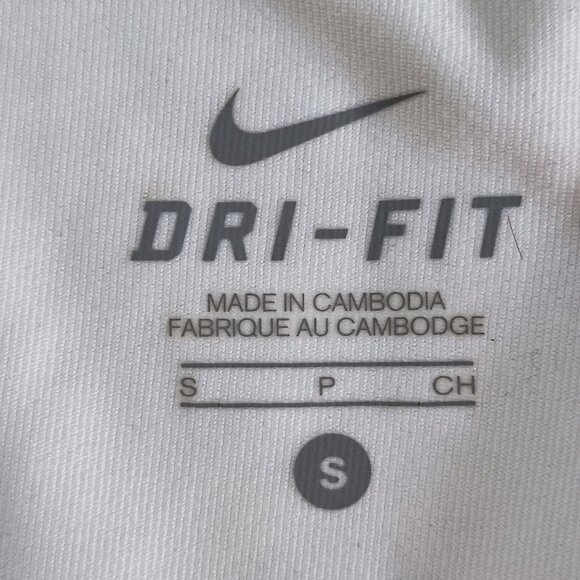 DRI-FIT
MADE IN CAMBODIA
FABRIQUE AU CAMBODGE
S P CH
S